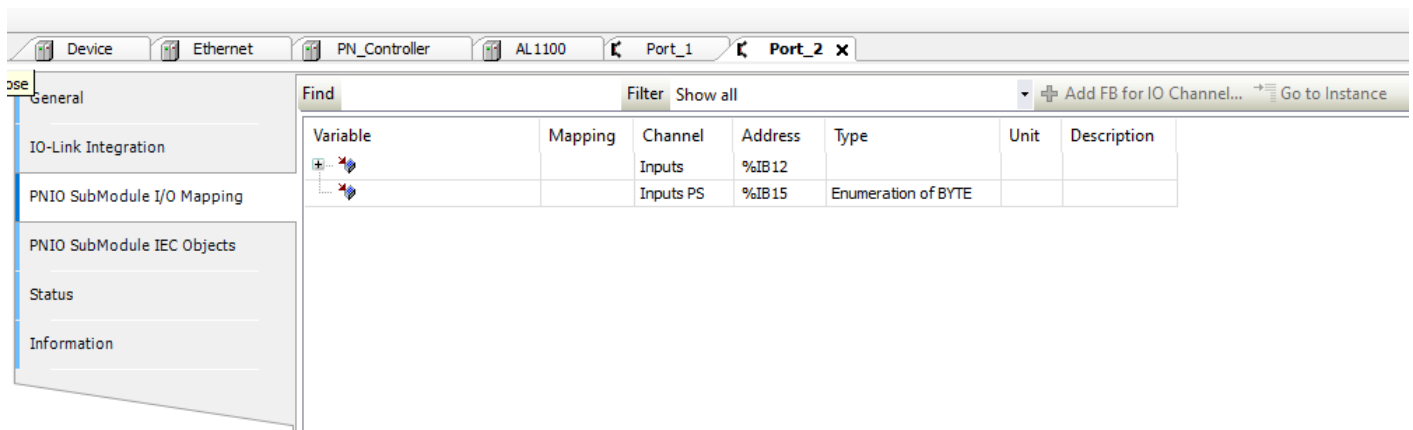 Device Ethernet PN_Controller AL1100 Port_1 Port_2 x
ose
General
IO-Link Integration
PNIO SubModule I/O Mapping
PNIO SubModule IEC Objects
Status
Information
Find Filter Show all Add FB for IO Channel... Go to Instance
Variable Mapping Channel Address Type Unit Description
Inputs %IB12
Inputs PS %IB15 Enumeration of BYTE